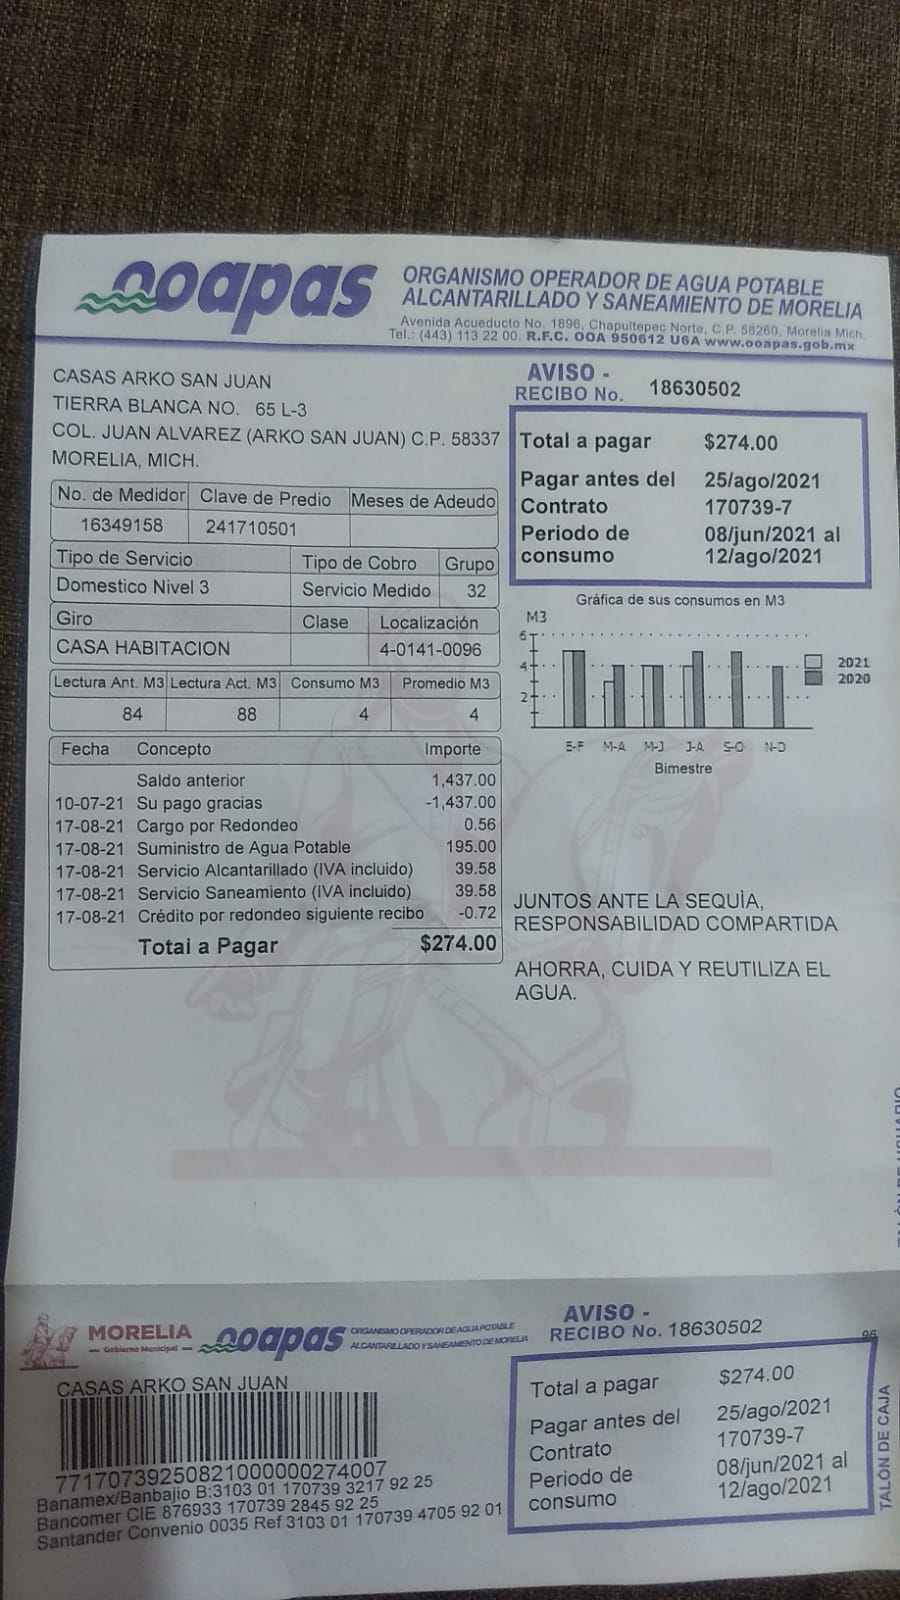 ooapas
ORGANISMO OPERADOR DE AGUA POTABLE
ALCANTARILLADO Y SANEAMIENTO DE MORELIA
Avenida Acueducto No. 1896, Chapultepec Norte, C.P. 58260, Morelia Mich.
Tel.: (443) 113 22 00. R.F.C. OOA 950612 U6A www.ooapas.gob.mx
CASAS ARKO SAN JUAN
TIERRA BLANCA NO. 65 L-3
COL. JUAN ALVAREZ (ARKO SAN JUAN) C.P. 58337
MORELIA, MICH.
AVISO -
RECIBO No. 18630502
Total a pagar $274.00
Pagar antes del 25/ago/2021
Contrato 170739-7
Periodo de 08/jun/2021 al
consumo 12/ago/2021
No. de Medidor Clave de Predio Meses de Adeudo
16349158 241710501
Tipo de Servicio Tipo de Cobro Grupo
Domestico Nivel 3 Servicio Medido 32
Giro Clase Localización
CASA HABITACION 4-0141-0096
Lectura Ant. M3 Lectura Act. M3 Consumo M3 Promedio M3
84 88 4 4
Gráfica de sus consumos en M3
M3
6
4
2
2021
2020
E-F M-A M-J J-A S-O N-D
Bimestre
Fecha Concepto Importe
Saldo anterior 1,437.00
10-07-21 Su pago gracias -1,437.00
17-08-21 Cargo por Redondeo 0.56
17-08-21 Suministro de Agua Potable 195.00
17-08-21 Servicio Alcantarillado (IVA incluido) 39.58
17-08-21 Servicio Saneamiento (IVA incluido) 39.58
17-08-21 Crédito por redondeo siguiente recibo -0.72
Total a Pagar $274.00
JUNTOS ANTE LA SEQUÌA,
RESPONSABILIDAD COMPARTIDA
AHORRA, CUIDA Y REUTILIZA EL
AGUA.
MORELIA
Gobierno Municipal
ooapas
ORGANISMO OPERADOR DE AGUA POTABLE
ALCANTARILLADO Y SANEAMIENTO DE MORELIA
AVISO -
RECIBO No. 18630502
96
CASAS ARKO SAN JUAN
771707392508210000000274007
Banamex/Banbajio B:3103 01 170739 3217 92 25
Bancomer CIE 876933 170739 2845 92 25
Santander Convenio 0035 Ref 3103 01 170739 4705 92 01
Total a pagar $274.00
Pagar antes del 25/ago/2021
Contrato 170739-7
Periodo de 08/jun/2021 al
consumo 12/ago/2021
TALÓN DE CAJA